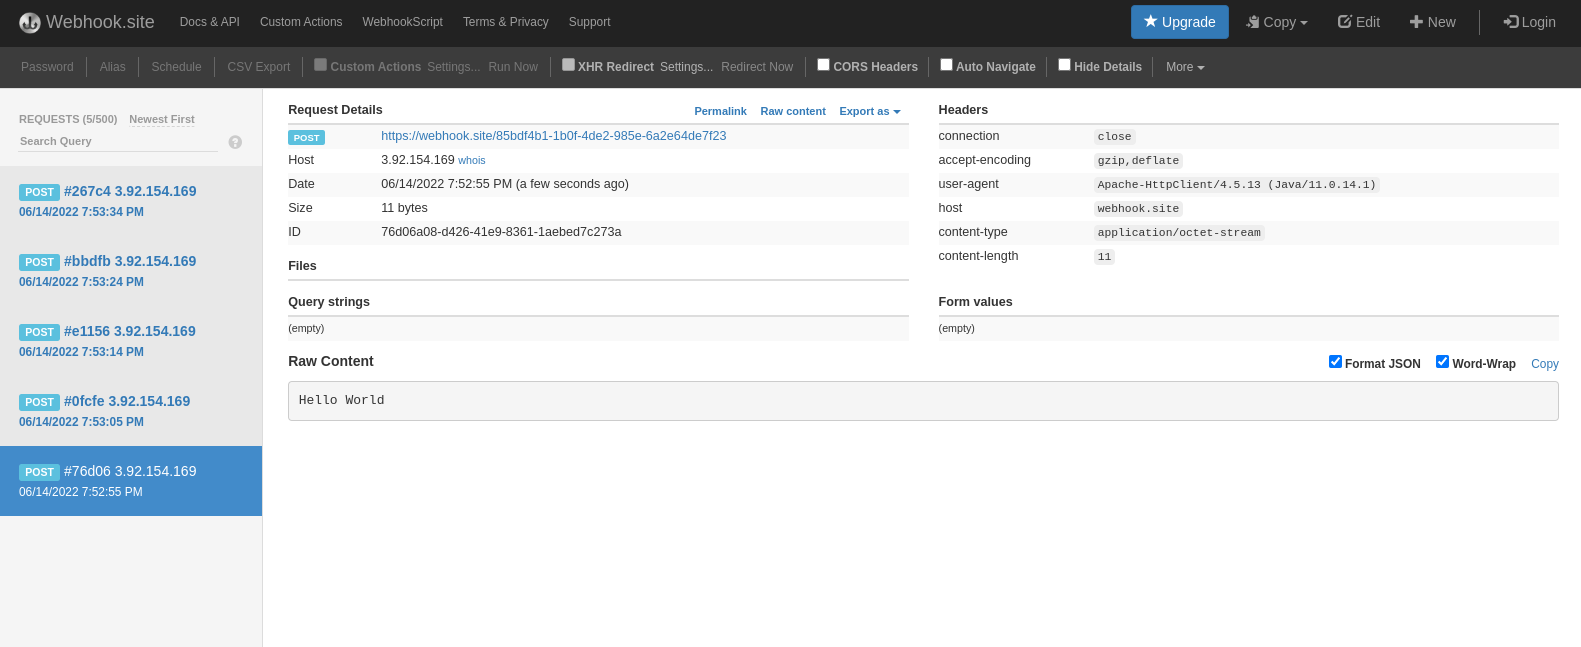 Webhook.site Docs & API Custom Actions WebhookScript Terms & Privacy Support Upgrade Copy Edit New Login
Password Alias Schedule CSV Export Custom Actions Settings... Run Now XHR Redirect Settings... Redirect Now CORS Headers Auto Navigate Hide Details More
REQUESTS (5/500) Newest First
Search Query ?
POST #267c4 3.92.154.169
06/14/2022 7:53:34 PM
POST #bbdfb 3.92.154.169
06/14/2022 7:53:24 PM
POST #e1156 3.92.154.169
06/14/2022 7:53:14 PM
POST #0fcfe 3.92.154.169
06/14/2022 7:53:05 PM
POST #76d06 3.92.154.169
06/14/2022 7:52:55 PM
Request Details Permalink Raw content Export as
POST https://webhook.site/85bdf4b1-1b0f-4de2-985e-6a2e64de7f23
Host 3.92.154.169 whois
Date 06/14/2022 7:52:55 PM (a few seconds ago)
Size 11 bytes
ID 76d06a08-d426-41e9-8361-1aebed7c273a
Files
Headers
connection close
accept-encoding gzip,deflate
user-agent Apache-HttpClient/4.5.13 (Java/11.0.14.1)
host webhook.site
content-type application/octet-stream
content-length 11
Query strings
(empty)
Form values
(empty)
Raw Content Format JSON Word-Wrap Copy
Hello World